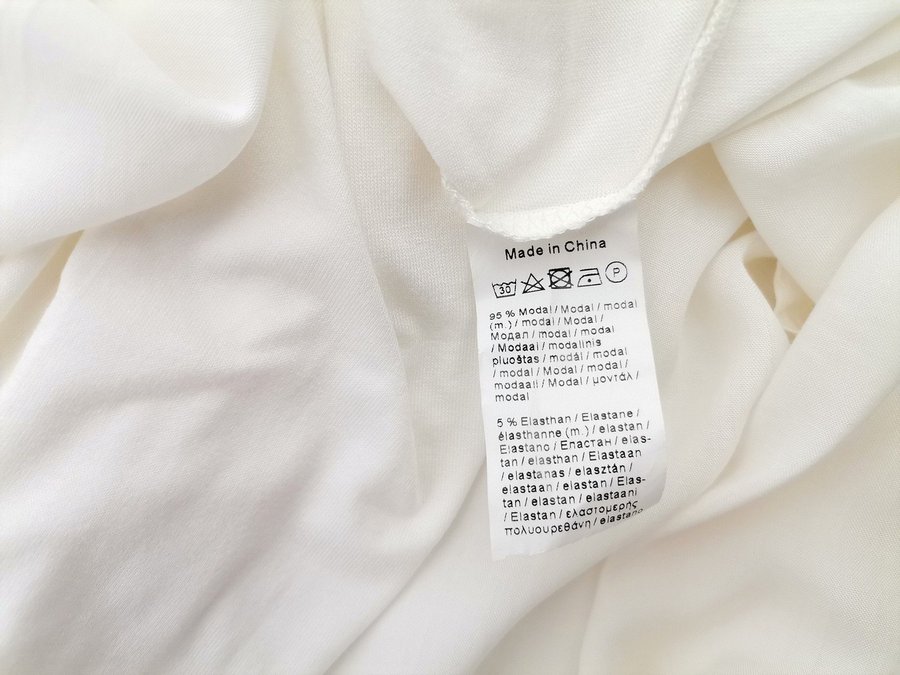 Made in China
30 P
95 % Modal / Modal / modal
(m.) / modal / Modal /
Модал / modal / modal
/ Modaal / modalinis
pluoštas / modál / modal
/ modal / Modal / modal /
modaali / Modal / μοντάλ /
modal
5 % Elasthan / Elastane /
élasthanne (m.) / elastan /
Elastano / Еластан / elas-
tan / elasthan / Elastaan
/ elastanas / elasztán /
elastaan / elastan / Elas-
tan / elastan / elastaani
/ Elastan / ελαστομερής
πολυουρεθάνη / elastano